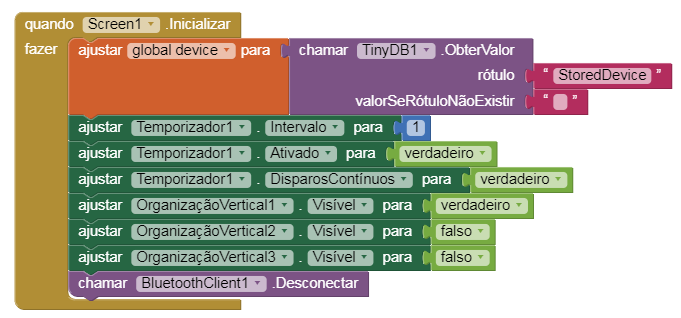 quando Screen1 .Inicializar
fazer ajustar global device para chamar TinyDB1 .ObterValor
rótulo " StoredDevice "
valorSeRótuloNãoExistir " "
ajustar Temporizador1 . Intervalo para 1
ajustar Temporizador1 . Ativado para verdadeiro
ajustar Temporizador1 . DisparosContínuos para verdadeiro
ajustar OrganizaçãoVertical1 . Visível para verdadeiro
ajustar OrganizaçãoVertical2 . Visível para falso
ajustar OrganizaçãoVertical3 . Visível para falso
chamar BluetoothClient1 .Desconectar